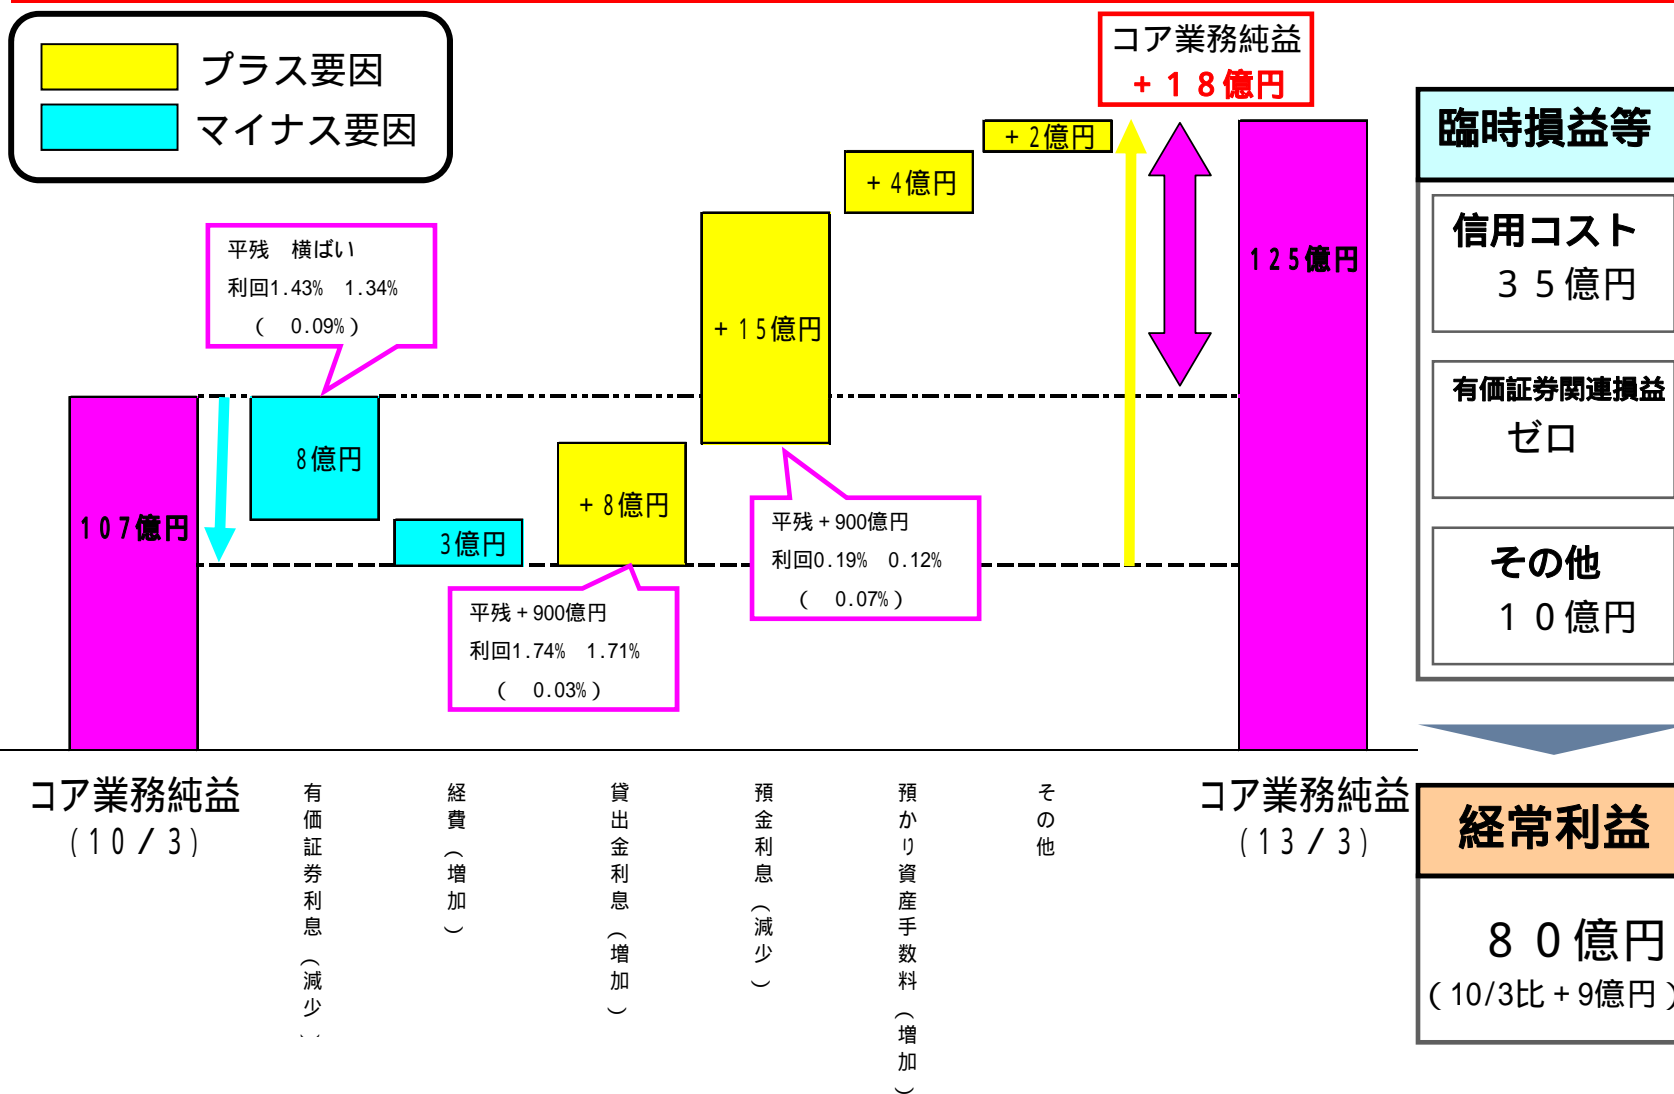 プラス要因
マイナス要因
コア業務純益
+18億円
平残 横ばい
利回1.43% 1.34%
( 0.09%)
107億円
8億円
3億円
+8億円
+15億円
+4億円
+2億円
125億円
平残+900億円
利回1.74% 1.71%
( 0.03%)
平残+900億円
利回0.19% 0.12%
( 0.07%)
コア業務純益
(10/3)
有価証券利息(減少)
経費(増加)
貸出金利息(増加)
預金利息(減少)
預かり資産手数料(増加)
その他
コア業務純益
(13/3)
臨時損益等
信用コスト
35億円
有価証券関連損益
ゼロ
その他
10億円
経常利益
80億円
(10/3比+9億円)